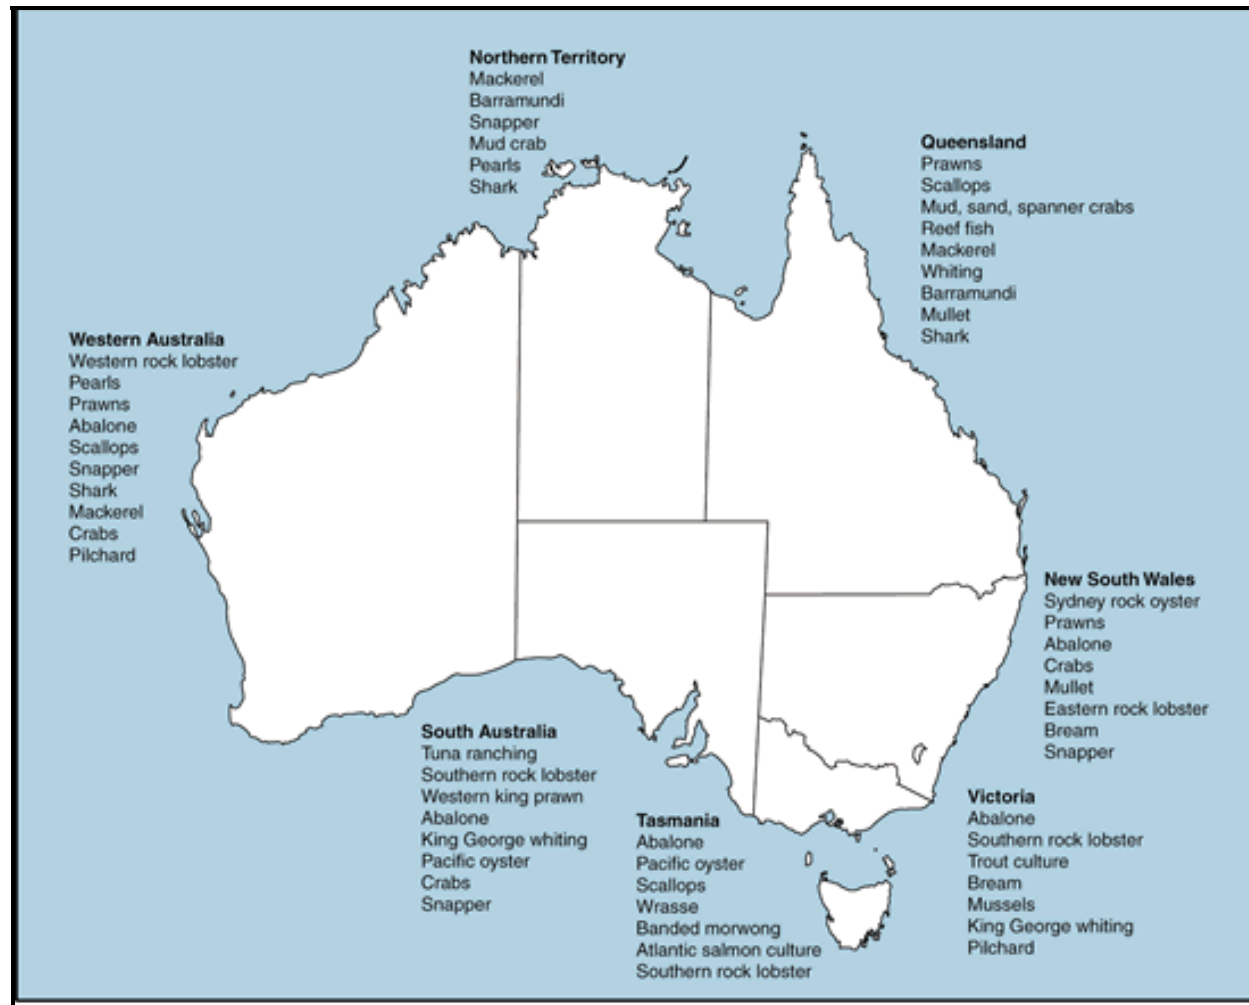 Northern Territory
Mackerel
Barramundi
Snapper
Mud crab
Pearls
Shark
Queensland
Prawns
Scallops
Mud, sand, spanner crabs
Reef fish
Mackerel
Whiting
Barramundi
Mullet
Shark
Western Australia
Western rock lobster
Pearls
Prawns
Abalone
Scallops
Snapper
Shark
Mackerel
Crabs
Pilchard
New South Wales
Sydney rock oyster
Prawns
Abalone
Crabs
Mullet
Eastern rock lobster
Bream
Snapper
South Australia
Tuna ranching
Southern rock lobster
Western king prawn
Abalone
King George whiting
Pacific oyster
Crabs
Snapper
Tasmania
Abalone
Pacific oyster
Scallops
Wrasse
Banded morwong
Atlantic salmon culture
Southern rock lobster
Victoria
Abalone
Southern rock lobster
Trout culture
Bream
Mussels
King George whiting
Pilchard